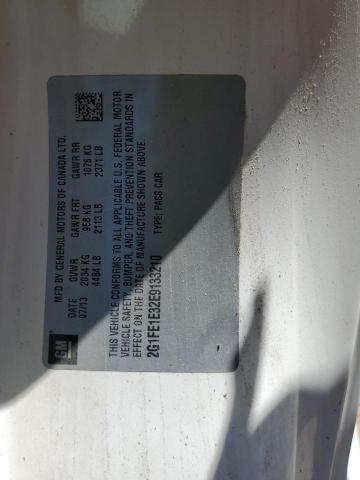 GM
MFD BY GENERAL MOTORS OF CANADA LTD.
DATE GVWR GAWR FRT GAWR RR
07/13 2034 KG 958 KG 1076 KG
4484 LB 2113 LB 2371 LB
THIS VEHICLE CONFORMS TO ALL APPLICABLE U.S. FEDERAL MOTOR
VEHICLE SAFETY, BUMPER, AND THEFT PREVENTION STANDARDS IN
EFFECT ON THE DATE OF MANUFACTURE SHOWN ABOVE.
2G1FE1E32E9133210 TYPE: PASS CAR